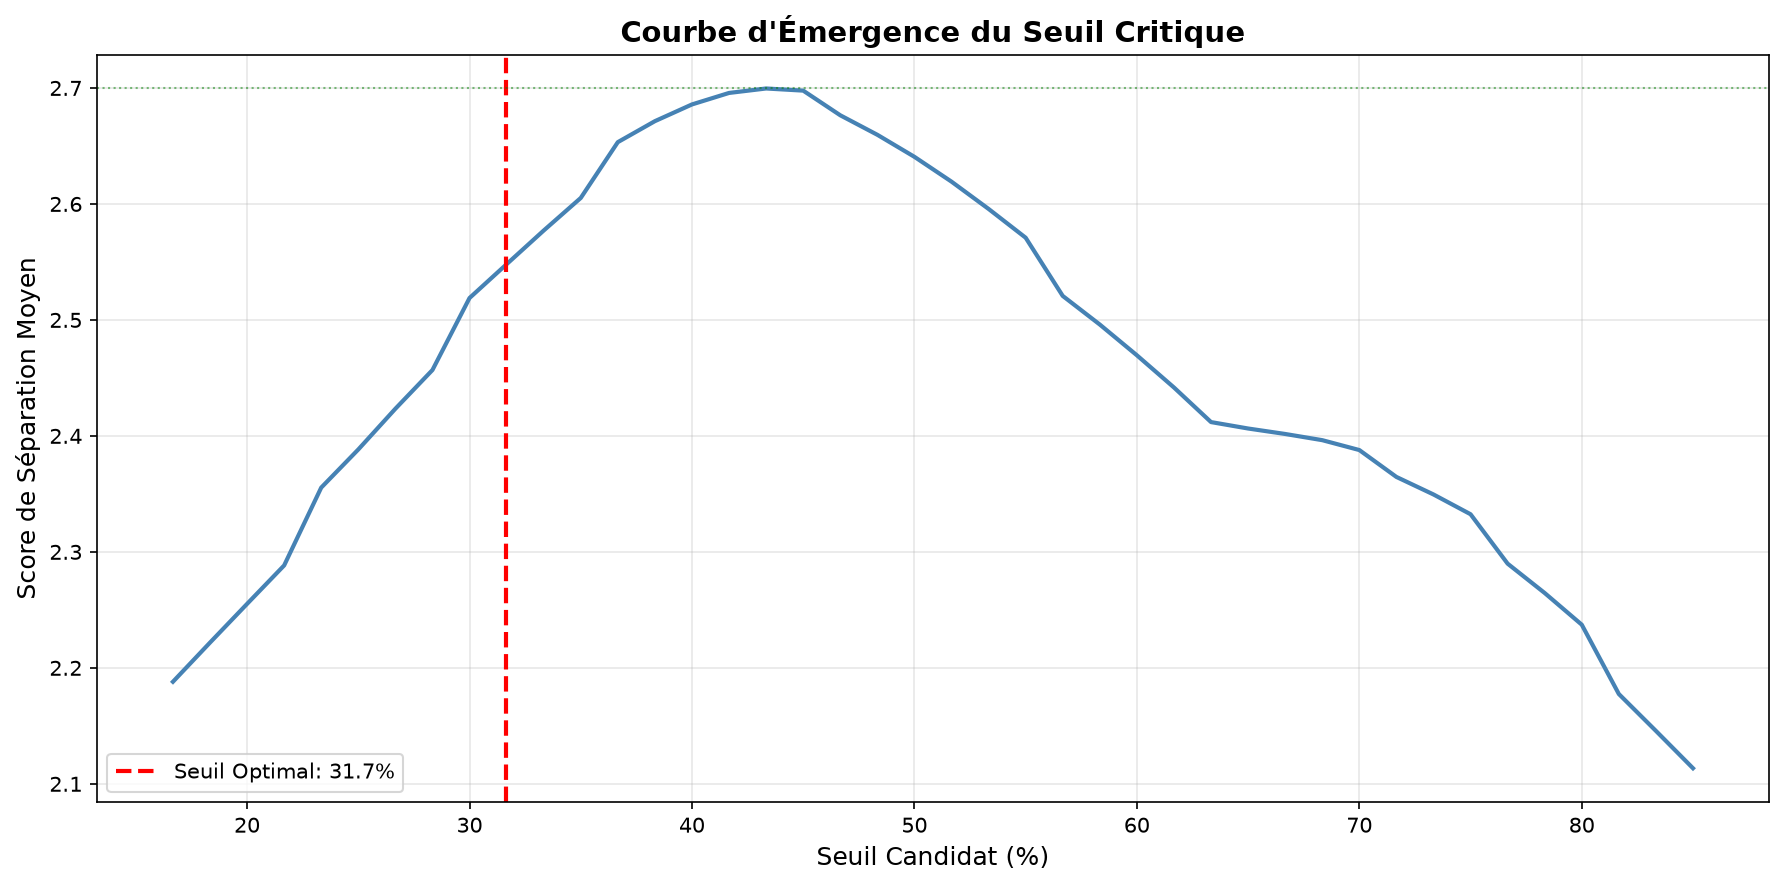 Courbe d'Émergence du Seuil Critique
Score de Séparation Moyen
2.7
2.6
2.5
2.4
2.3
2.2
2.1
Seuil Optimal: 31.7%
20 30 40 50 60 70 80
Seuil Candidat (%)